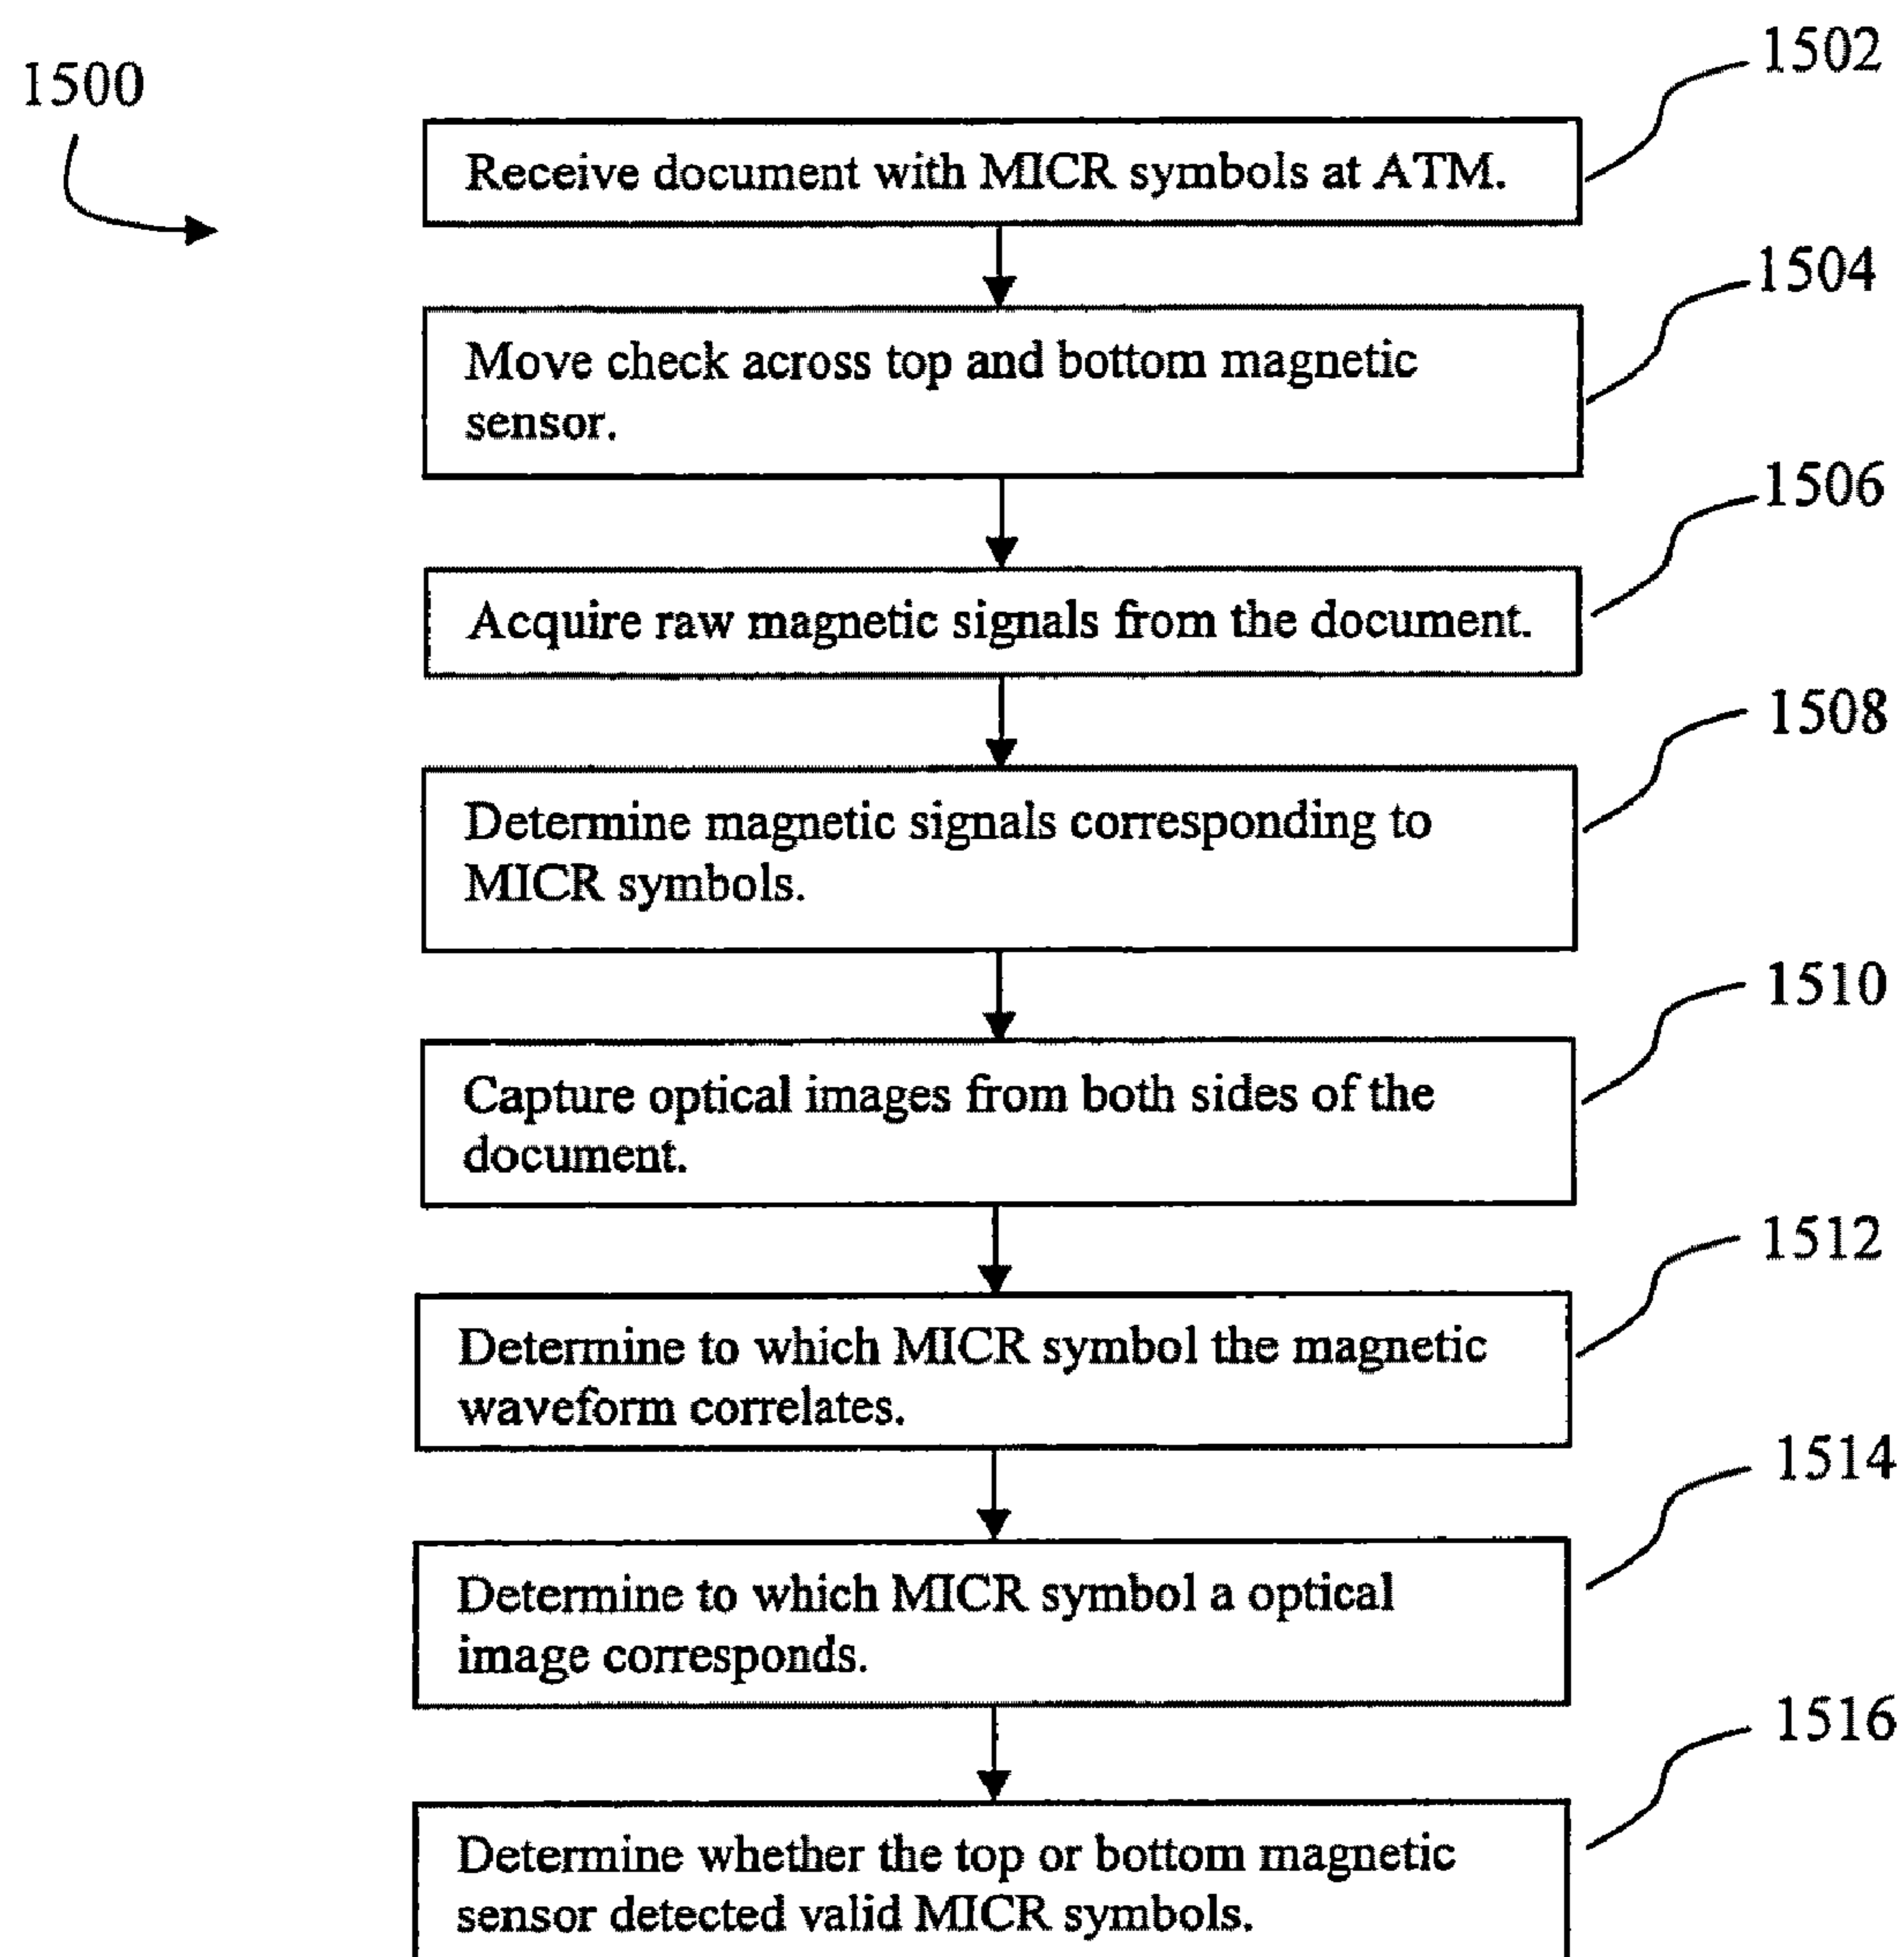 1500
1502
Receive document with MICR symbols at ATM.
1504
Move check across top and bottom magnetic
sensor.
1506
Acquire raw magnetic signals from the document.
1508
Determine magnetic signals corresponding to
MICR symbols.
1510
Capture optical images from both sides of the
document.
1512
Determine to which MICR symbol the magnetic
waveform correlates.
1514
Determine to which MICR symbol a optical
image corresponds.
1516
Determine whether the top or bottom magnetic
sensor detected valid MICR symbols.